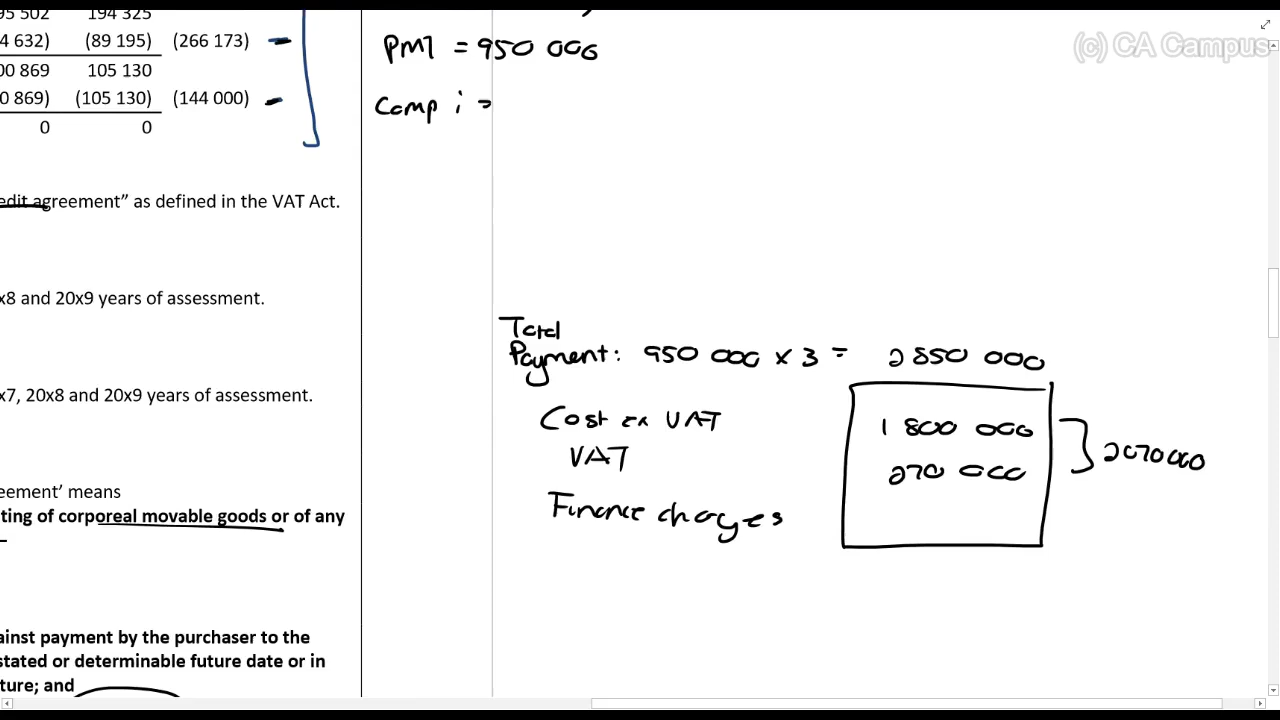 95 502 194 325
4 632) (89 195) (266 173)
00 869 105 130
0 869) (105 130) (144 000)
0 0
edit agreement” as defined in the VAT Act.
x8 and 20x9 years of assessment.
x7, 20x8 and 20x9 years of assessment.
eement’ means
ting of corporeal movable goods or of any
ainst payment by the purchaser to the
stated or determinable future date or in
ture; and
(c) CA Campus
PMT = 950 000
Comp i =
Total
Payment: 950 000 x 3 = 2 850 000
Cost ex VAT 1 800 000
VAT 270 000
2070 000
Finance charges